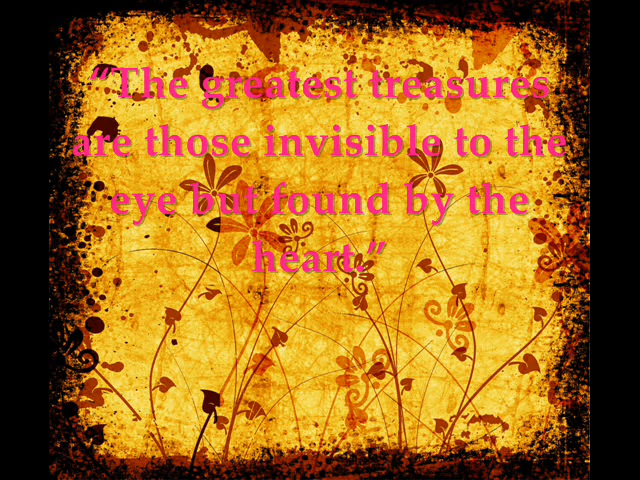 “The greatest treasures
are those invisible to the
eye but found by the
heart.”